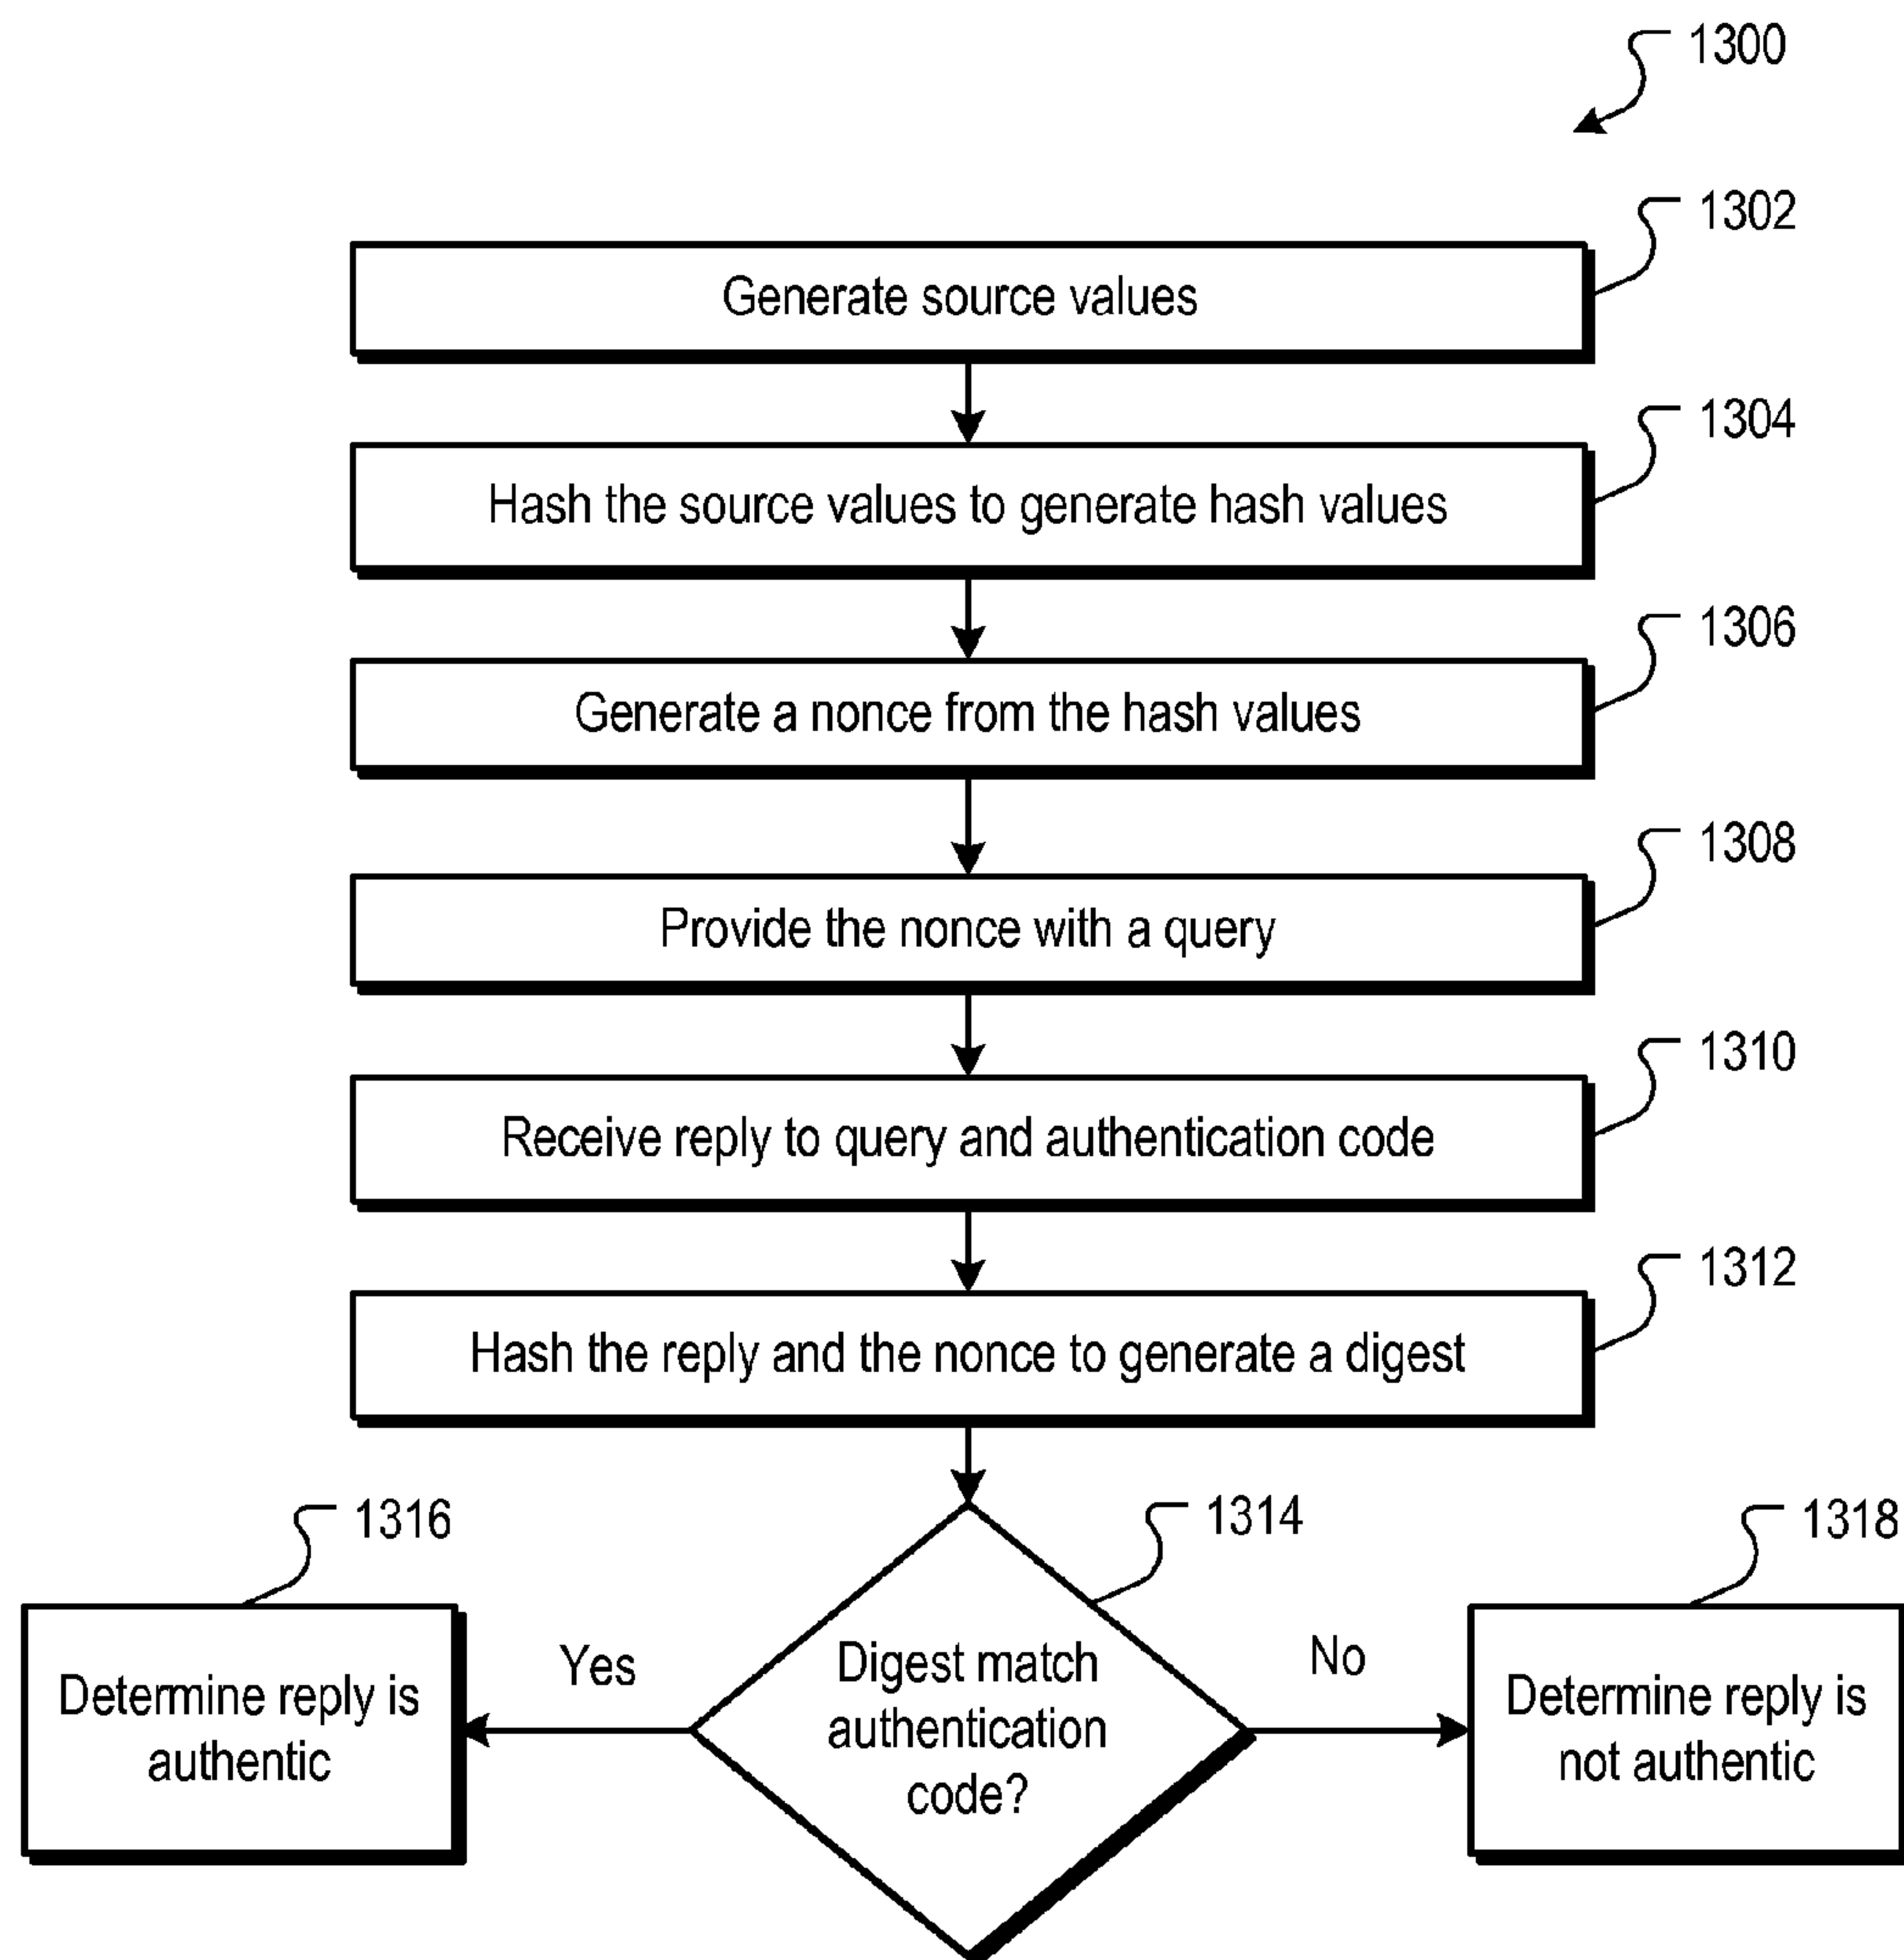 1300
1302
Generate source values
1304
Hash the source values to generate hash values
1306
Generate a nonce from the hash values
1308
Provide the nonce with a query
1310
Receive reply to query and authentication code
1312
Hash the reply and the nonce to generate a digest
1316
1314
1318
Determine reply is
authentic
Yes
Digest match
authentication
code?
No
Determine reply is
not authentic